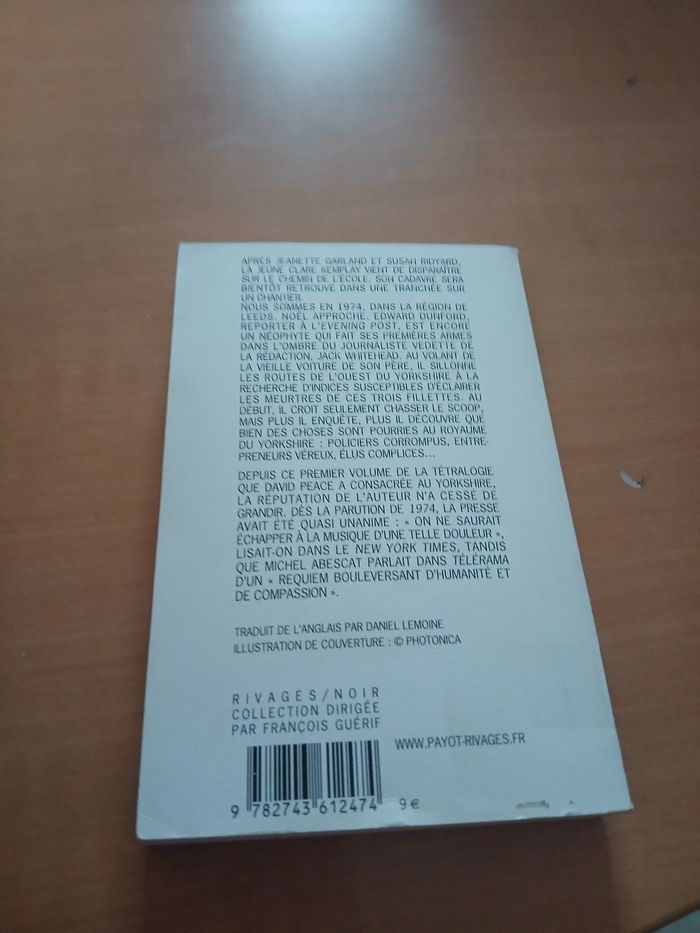 APRÈS JEANETTE GARLAND ET SUSAN RIDYARD,
LA JEUNE CLARE KEMPLAY VIENT DE DISPARAÎTRE
SUR LE CHEMIN DE L'ÉCOLE. SON CADAVRE SERA
BIENTÔT RETROUVÉ DANS UNE TRANCHÉE SUR
UN CHANTIER.
NOUS SOMMES EN 1974, DANS LA RÉGION DE
LEEDS. NOËL APPROCHE. EDWARD DUNFORD,
REPORTER À L'EVENING POST, EST ENCORE
UN NÉOPHYTE QUI FAIT SES PREMIÈRES ARMES
DANS L'OMBRE DU JOURNALISTE VEDETTE DE
LA RÉDACTION, JACK WHITEHEAD. AU VOLANT DE
LA VIEILLE VOITURE DE SON PÈRE, IL SILLONNE
LES ROUTES DE L'OUEST DU YORKSHIRE À LA
RECHERCHE D'INDICES SUSCEPTIBLES D'ÉCLAIRER
LES MEURTRES DE CES TROIS FILLETTES. AU
DÉBUT, IL CROIT SEULEMENT CHASSER LE SCOOP,
MAIS PLUS IL ENQUÊTE, PLUS IL DÉCOUVRE QUE
BIEN DES CHOSES SONT POURRIES AU ROYAUME
DU YORKSHIRE : POLICIERS CORROMPUS, ENTRE-
PRENEURS VÉREUX, ÉLUS COMPLICES...
DEPUIS CE PREMIER VOLUME DE LA TÉTRALOGIE
QUE DAVID PEACE A CONSACRÉE AU YORKSHIRE,
LA RÉPUTATION DE L'AUTEUR N'A CESSÉ DE
GRANDIR. DÈS LA PARUTION DE 1974, LA PRESSE
AVAIT ÉTÉ QUASI UNANIME : « ON NE SAURAIT
ÉCHAPPER À LA MUSIQUE D'UNE TELLE DOULEUR »,
LISAIT-ON DANS LE NEW YORK TIMES, TANDIS
QUE MICHEL ABESCAT PARLAIT DANS TÉLÉRAMA
D'UN « REQUIEM BOULEVERSANT D'HUMANITÉ ET
DE COMPASSION ».
TRADUIT DE L'ANGLAIS PAR DANIEL LEMOINE
ILLUSTRATION DE COUVERTURE : © PHOTONICA
RIVAGES/NOIR
COLLECTION DIRIGÉE
PAR FRANÇOIS GUÉRIF
WWW.PAYOT-RIVAGES.FR
9 782743 612474 9 €